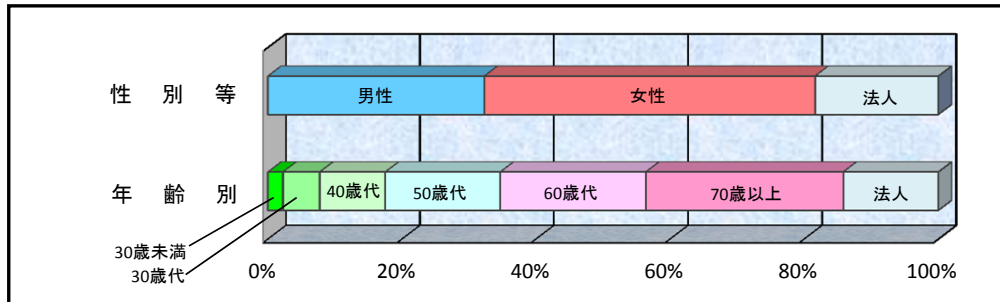 性別等
男性
女性
法人
年齢別
40歳代
50歳代
60歳代
70歳以上
法人
30歳未満
30歳代
0%
20%
40%
60%
80%
100%